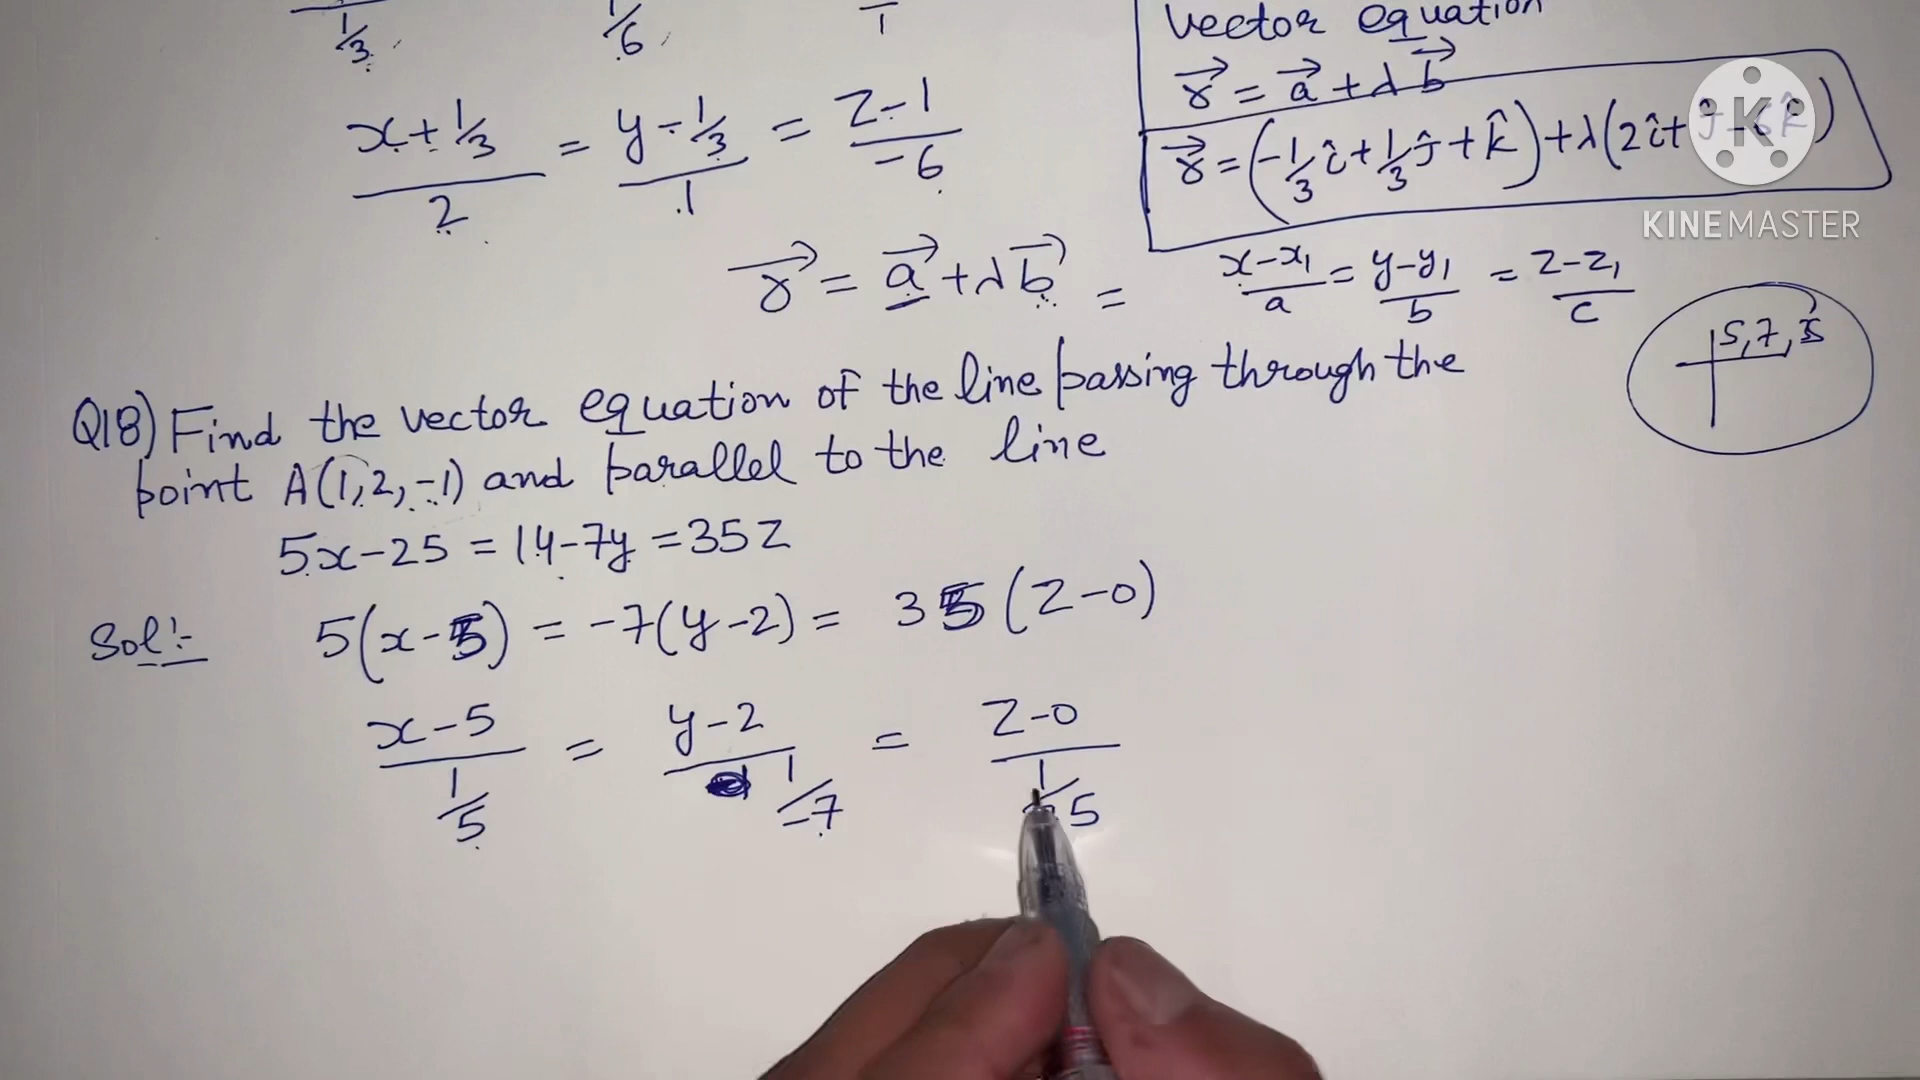 1/3 1/6 1
vector equation
r⃗ = a⃗ + λb⃗
(x+1/3)/2 = (y-1/3)/1 = (z-1)/-6
r⃗ = (-1/3 î + 1/3 ĵ + k̂) + λ(2î +
KINEMASTER
r⃗ = a⃗ + λb⃗ = (x-x₁)/a = (y-y₁)/b = (z-z₁)/c
5, 7, 35
Q18) Find the vector equation of the line passing through the
point A(1, 2, -1) and parallel to the line
5x-25 = 14-7y = 35z
Sol:- 5(x-5) = -7(y-2) = 35(z-0)
(x-5)/(1/5) = (y-2)/(1/-7) = (z-0)/(1/35)